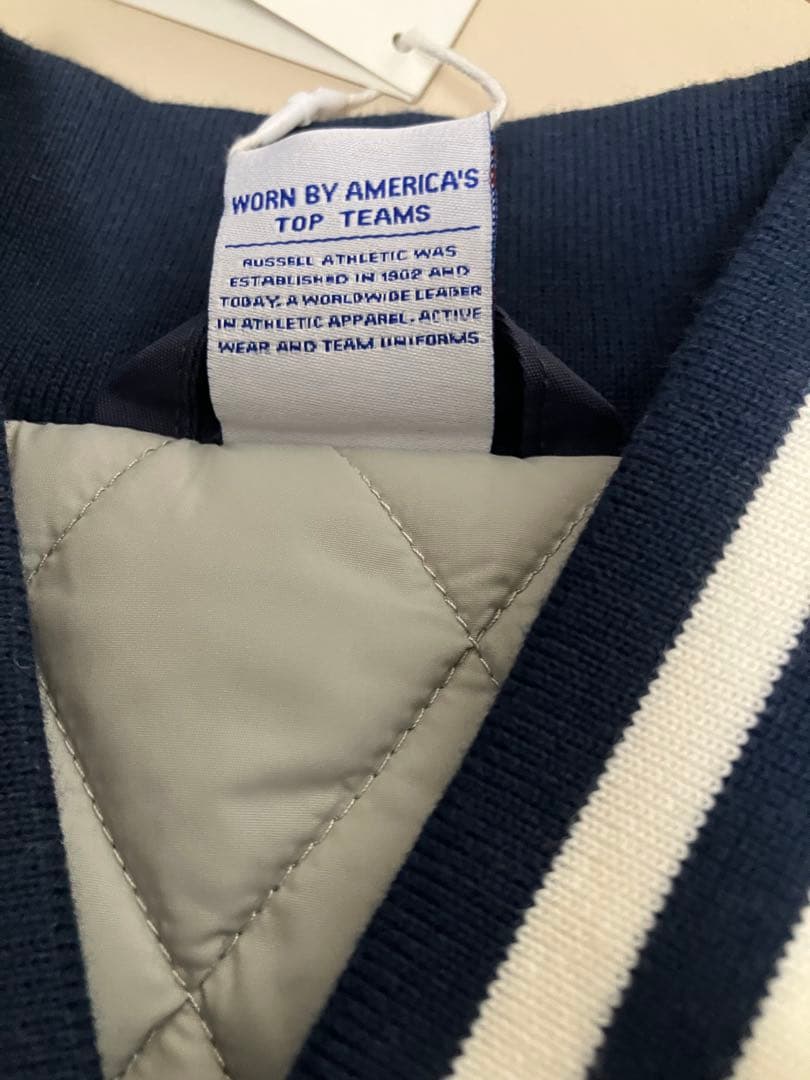 WORN BY AMERICA'S
TOP TEAMS
RUSSELL ATHLETIC WAS
ESTABLISHED IN 1902 AND
TODAY, A WORLDWIDE LEADER
IN ATHLETIC APPAREL, ACTIVE
WEAR AND TEAM UNIFORMS